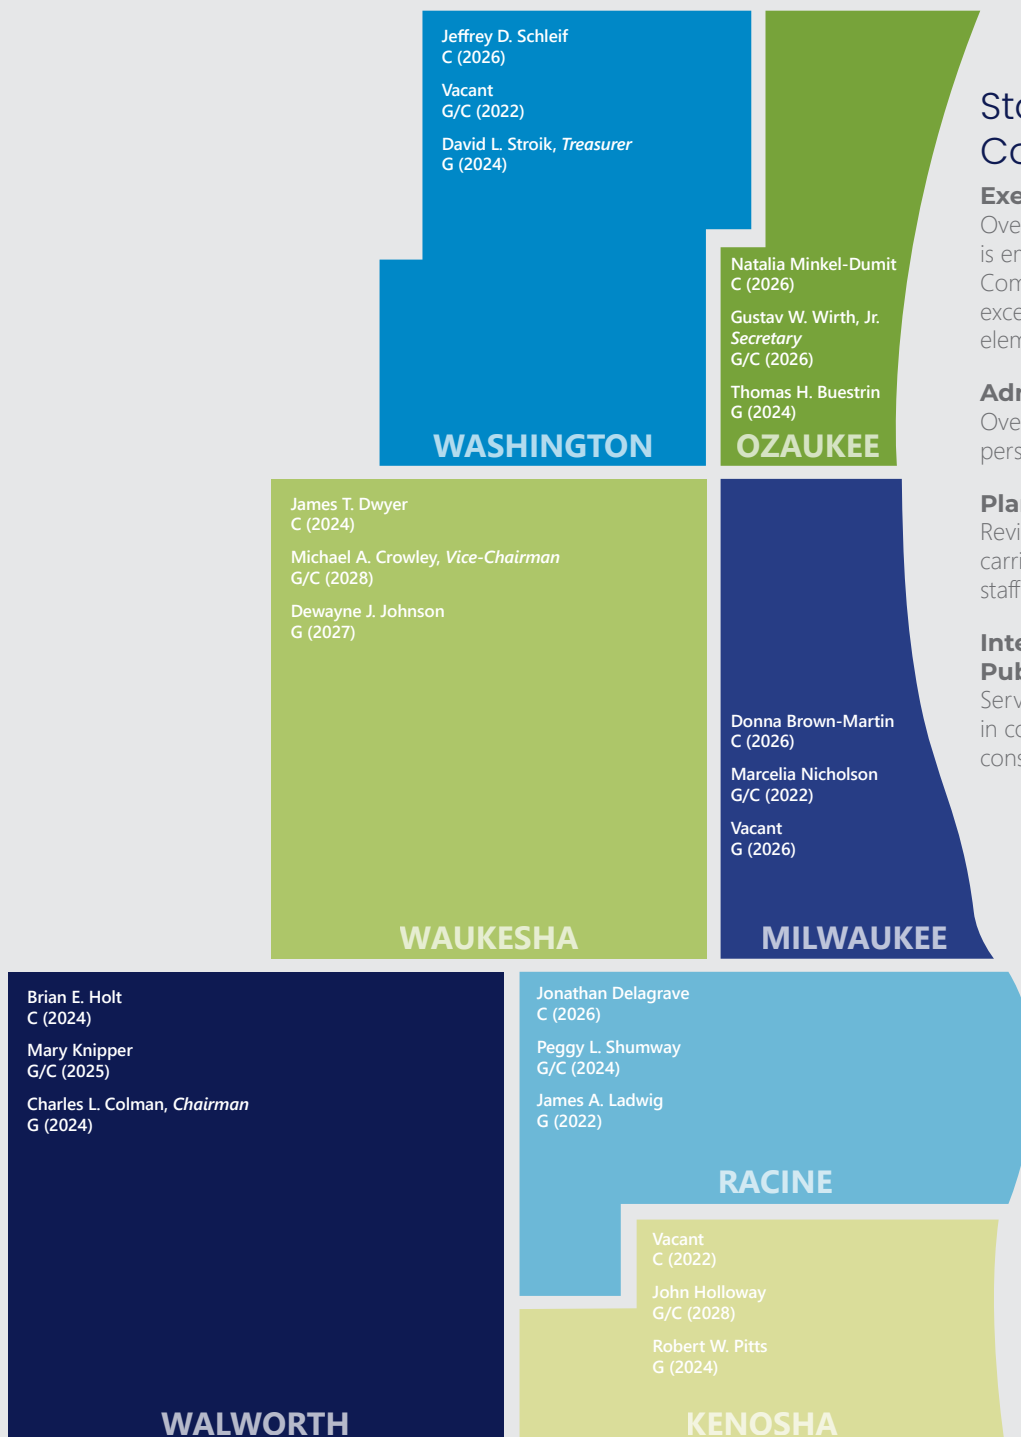 Jeffrey D. Schleif
C (2026)
Vacant
G/C (2022)
David L. Stroik, Treasurer
G (2024)
WASHINGTON
Natalia Minkel-Dumit
C (2026)
Gustav W. Wirth, Jr.
Secretary
G/C (2026)
Thomas H. Buestrin
G (2024)
OZAUKEE
James T. Dwyer
C (2024)
Michael A. Crowley, Vice-Chairman
G/C (2028)
Dewayne J. Johnson
G (2027)
WAUKESHA
Donna Brown-Martin
C (2026)
Marcelia Nicholson
G/C (2022)
Vacant
G (2026)
MILWAUKEE
Brian E. Holt
C (2024)
Mary Knipper
G/C (2025)
Charles L. Colman, Chairman
G (2024)
WALWORTH
Jonathan Delagrave
C (2026)
Peggy L. Shumway
G/C (2024)
James A. Ladwig
G (2022)
RACINE
Vacant
C (2022)
John Holloway
G/C (2028)
Robert W. Pitts
G (2024)
KENOSHA
is
in